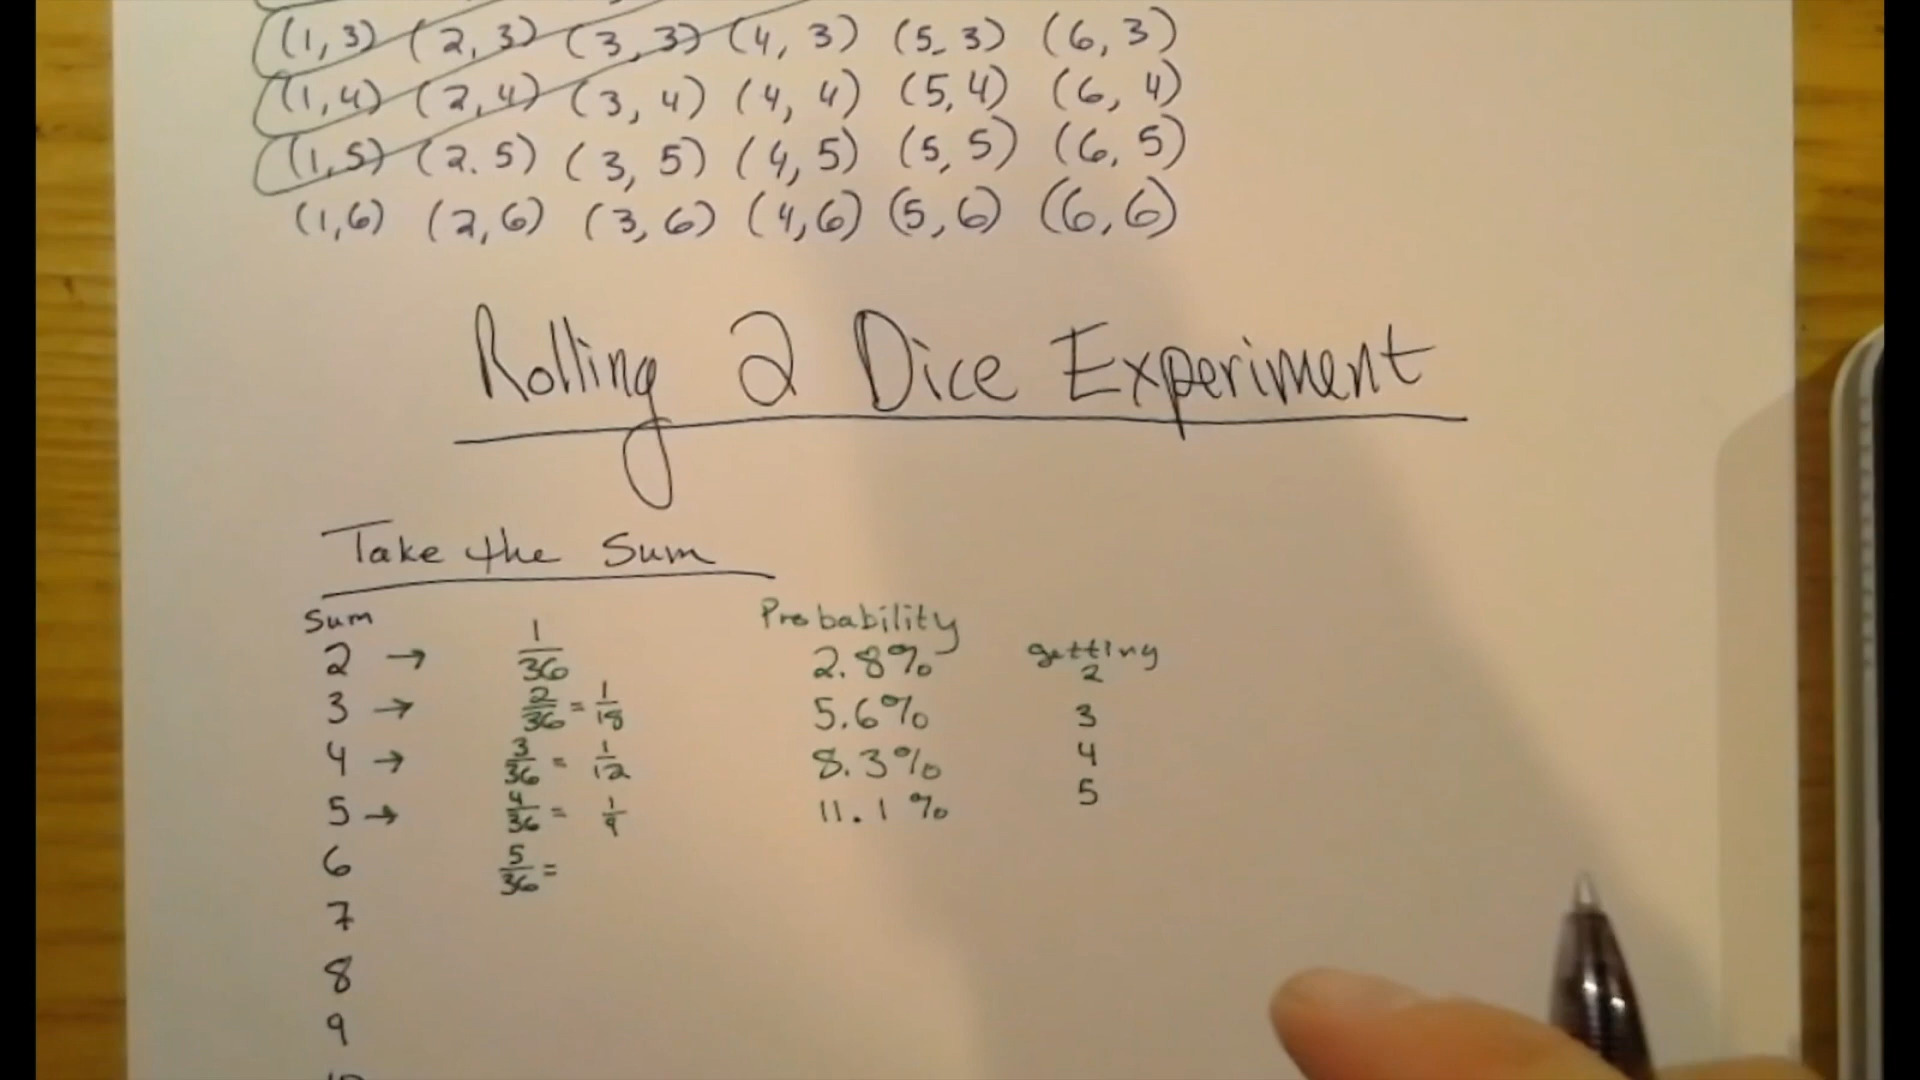 (1,3) (2,3) (3,3) (4,3) (5,3) (6,3)
(1,4) (2,4) (3,4) (4,4) (5,4) (6,4)
(1,5) (2.5) (3,5) (4,5) (5,5) (6,5)
(1,6) (2,6) (3,6) (4,6) (5,6) (6,6)
Rolling 2 Dice Experiment
Take the Sum
Sum Probability
2 → 1/36 2.8% getting 2
3 → 2/36 = 1/18 5.6% 3
4 → 3/36 = 1/12 8.3% 4
5 → 4/36 = 1/9 11.1% 5
6 5/36 =
7
8
9